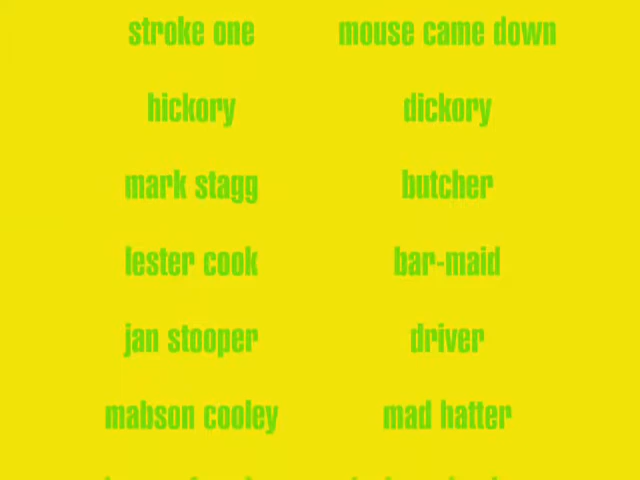 stroke one mouse came down
hickory dickory
mark stagg butcher
lester cook bar-maid
jan stooper driver
mabson cooley mad hatter